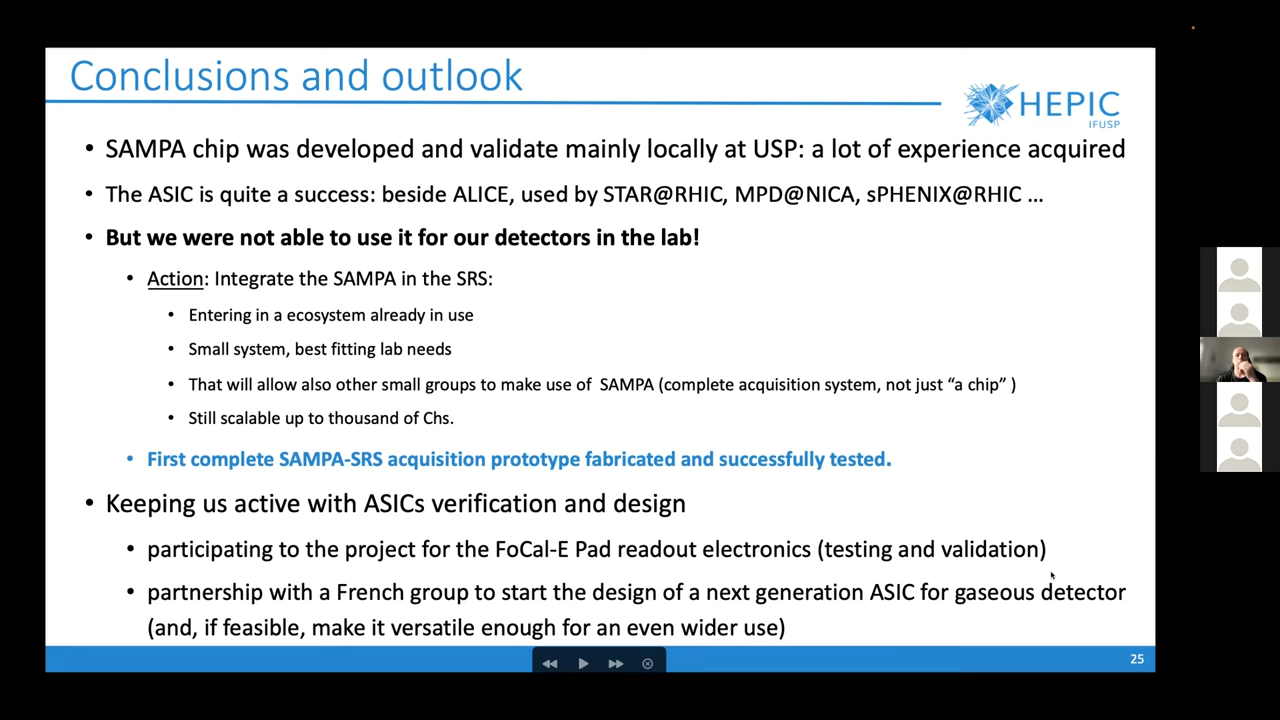 Conclusions and outlook
HEPIC
IFUSP
• SAMPA chip was developed and validate mainly locally at USP: a lot of experience acquired
• The ASIC is quite a success: beside ALICE, used by STAR@RHIC, MPD@NICA, sPHENIX@RHIC ...
• But we were not able to use it for our detectors in the lab!
• Action: Integrate the SAMPA in the SRS:
• Entering in a ecosystem already in use
• Small system, best fitting lab needs
• That will allow also other small groups to make use of SAMPA (complete acquisition system, not just “a chip” )
• Still scalable up to thousand of Chs.
• First complete SAMPA-SRS acquisition prototype fabricated and successfully tested.
• Keeping us active with ASICs verification and design
• participating to the project for the FoCal-E Pad readout electronics (testing and validation)
• partnership with a French group to start the design of a next generation ASIC for gaseous detector
(and, if feasible, make it versatile enough for an even wider use)
25